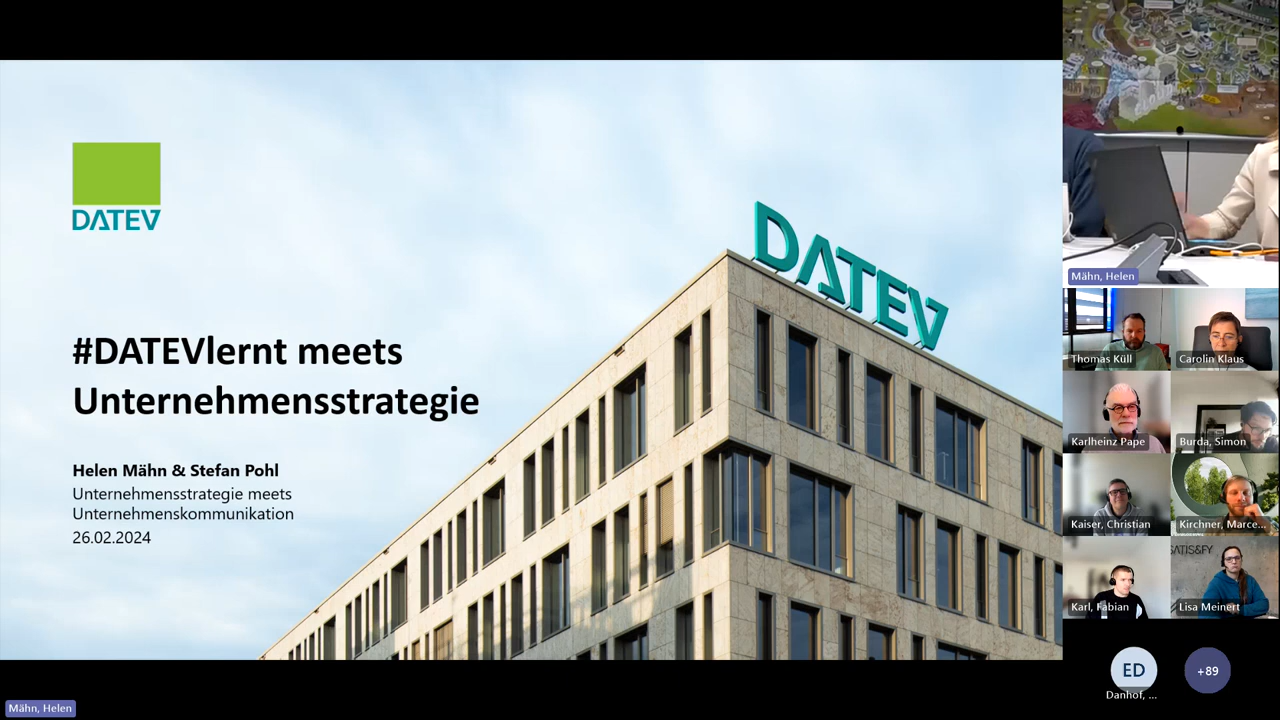 DATEV
DATEV
#DATEVlernt meets
Unternehmensstrategie
Helen Mähn & Stefan Pohl
Unternehmensstrategie meets
Unternehmenskommunikation
26.02.2024
Mähn, Helen
Mähn, Helen
Thomas Küll
Carolin Klaus
Karlheinz Pape
Burda, Simon
Kaiser, Christian
Kirchner, Marce...
SATIS&FY
Karl, Fabian
Lisa Meinert
ED
Danhof, ...
+89